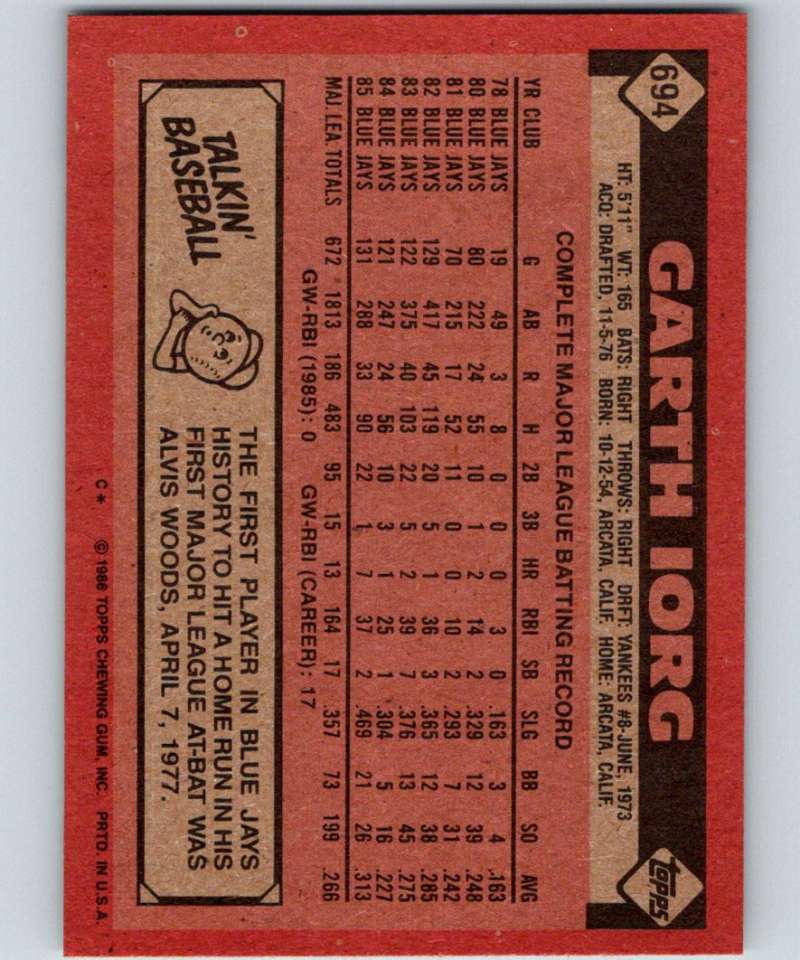 694
GARTH IORG
topps
HT: 5'11" WT: 165 BATS: RIGHT THROWS: RIGHT DRFT: YANKEES #8-JUNE, 1973
ACQ: DRAFTED, 11-5-76 BORN: 10-12-54, ARCATA, CALIF. HOME: ARCATA, CALIF.
COMPLETE MAJOR LEAGUE BATTING RECORD
YR CLUB G AB R H 2B 3B HR RBI SB SLG BB SO AVG
78 BLUE JAYS 19 49 3 8 0 0 0 3 0 .163 3 4 .163
80 BLUE JAYS 80 222 24 55 10 1 2 14 2 .329 12 39 .248
81 BLUE JAYS 70 215 17 52 11 0 0 10 2 .293 7 31 .242
82 BLUE JAYS 129 417 45 119 20 5 1 36 3 .365 12 38 .285
83 BLUE JAYS 122 375 40 103 22 5 2 39 7 .376 13 45 .275
84 BLUE JAYS 121 247 24 56 10 3 1 25 1 .304 5 16 .227
85 BLUE JAYS 131 288 33 90 22 1 7 37 2 .469 21 26 .313
MAJ. LEA. TOTALS 672 1813 186 483 95 15 13 164 17 .357 73 199 .266
GW-RBI (1985): 0 GW-RBI (CAREER): 17
TALKIN'
BASEBALL
THE FIRST PLAYER IN BLUE JAYS
HISTORY TO HIT A HOME RUN IN HIS
FIRST MAJOR LEAGUE AT-BAT WAS
ALVIS WOODS, APRIL 7, 1977.
C* © 1986 TOPPS CHEWING GUM, INC. PRTD. IN U.S.A.